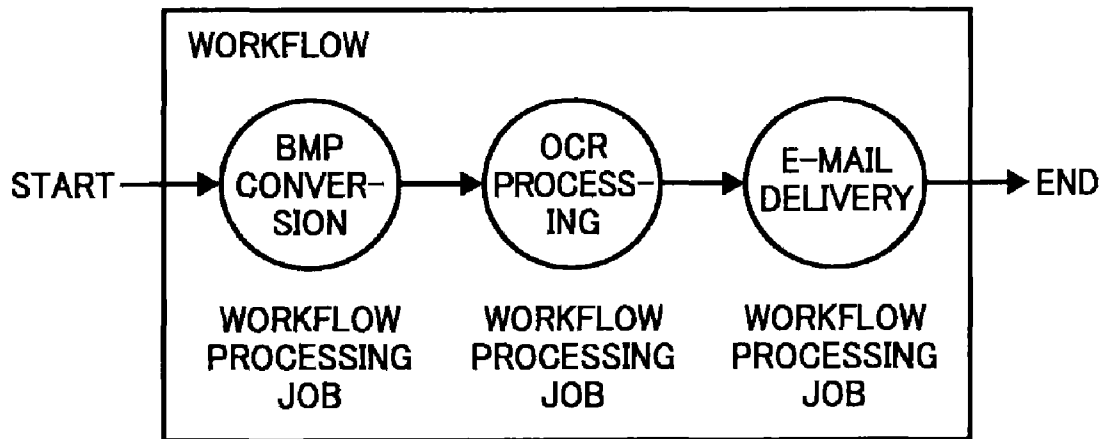 WORKFLOW
START
BMP
CONVER-
SION
OCR
PROCESS-
ING
E-MAIL
DELIVERY
END
WORKFLOW
PROCESSING
JOB
WORKFLOW
PROCESSING
JOB
WORKFLOW
PROCESSING
JOB